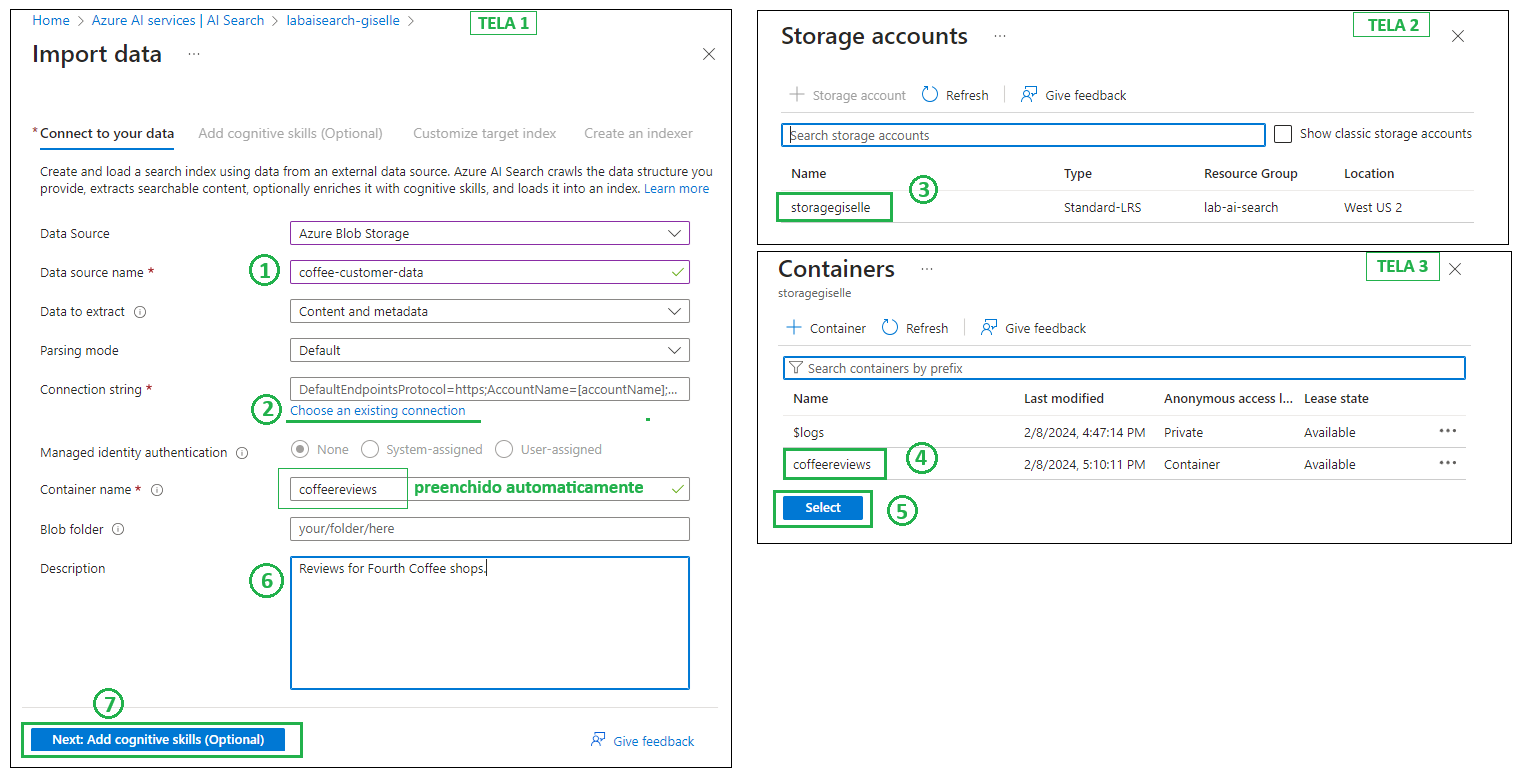 Home > Azure AI services | AI Search > labaisearch-giselle >
TELA 1
Import data ...
* Connect to your data Add cognitive skills (Optional) Customize target index Create an indexer
Create and load a search index using data from an external data source. Azure AI Search crawls the data structure you
provide, extracts searchable content, optionally enriches it with cognitive skills, and loads it into an index. Learn more
Data Source Azure Blob Storage
1 Data source name * coffee-customer-data
Data to extract Content and metadata
Parsing mode Default
Connection string * DefaultEndpointsProtocol=https;AccountName=[accountName];...
2 Choose an existing connection
Managed identity authentication None System-assigned User-assigned
Container name * coffeereviews preenchido automaticamente
Blob folder your/folder/here
Description 6 Reviews for Fourth Coffee shops.
7
Next: Add cognitive skills (Optional) Give feedback
TELA 2
Storage accounts ...
+ Storage account Refresh Give feedback
Search storage accounts Show classic storage accounts
Name Type Resource Group Location
3
storagegiselle Standard-LRS lab-ai-search West US 2
TELA 3
Containers ...
storagegiselle
+ Container Refresh Give feedback
Search containers by prefix
Name Last modified Anonymous access l... Lease state
$logs 2/8/2024, 4:47:14 PM Private Available ...
coffeereviews 4 2/8/2024, 5:10:11 PM Container Available ...
Select 5